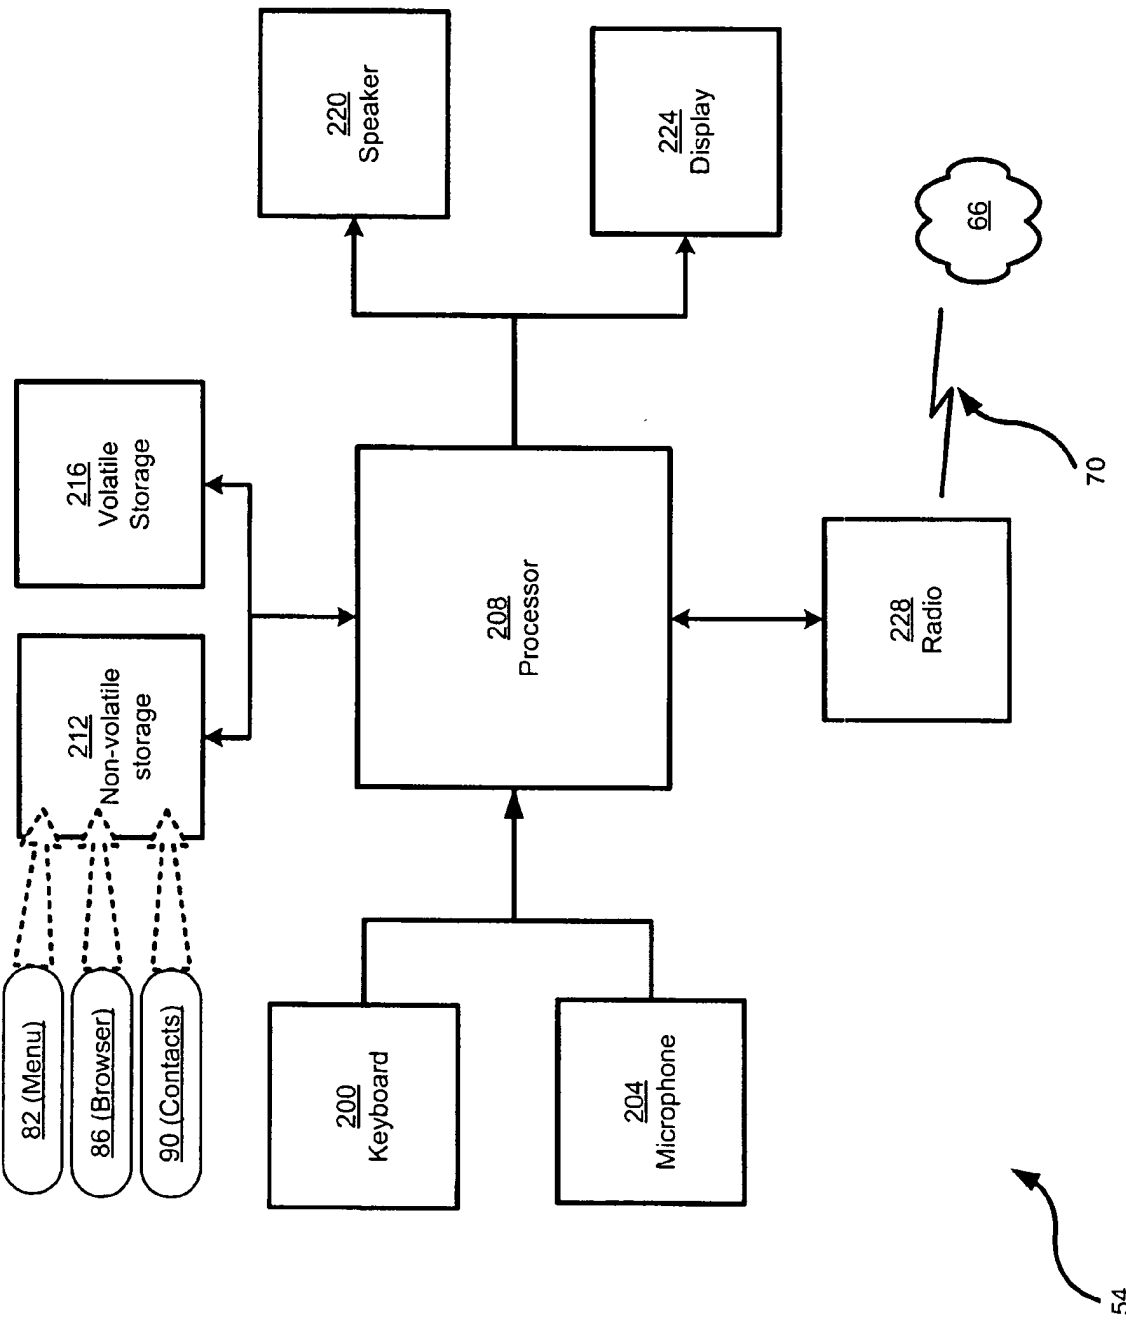 82 (Menu)
86 (Browser)
90 (Contacts)
212
Non-volatile
storage
216
Volatile
Storage
200
Keyboard
204
Microphone
208
Processor
220
Speaker
224
Display
228
Radio
70
66
54